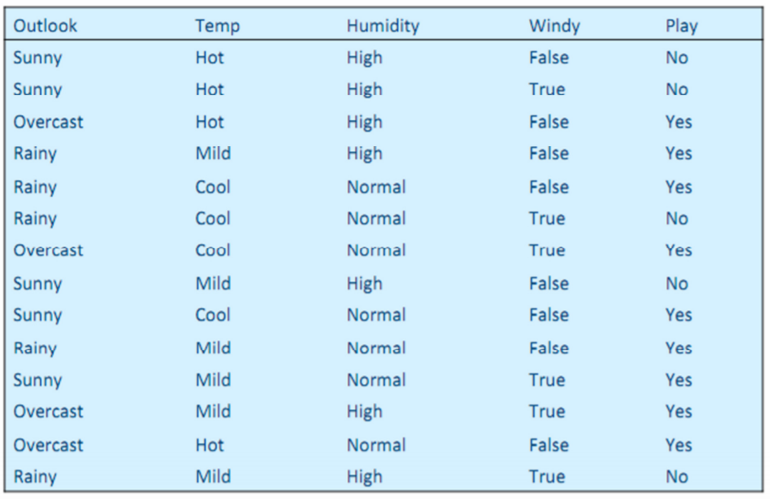 Outlook Temp Humidity Windy Play
Sunny Hot High False No
Sunny Hot High True No
Overcast Hot High False Yes
Rainy Mild High False Yes
Rainy Cool Normal False Yes
Rainy Cool Normal True No
Overcast Cool Normal True Yes
Sunny Mild High False No
Sunny Cool Normal False Yes
Rainy Mild Normal False Yes
Sunny Mild Normal True Yes
Overcast Mild High True Yes
Overcast Hot Normal False Yes
Rainy Mild High True No